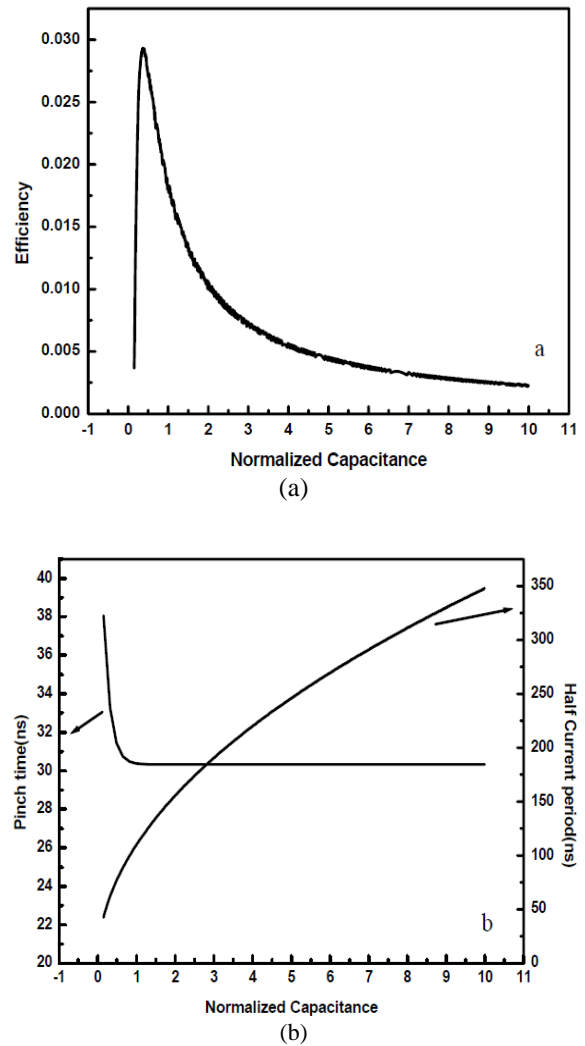 0.030
0.025
0.020
0.015
0.010
0.005
0.000
Efficiency
a
-1 0 1 2 3 4 5 6 7 8 9 10 11
Normalized Capacitance
(a)
40
38
36
34
32
30
28
26
24
22
20
Pinch time(ns)
350
300
250
200
150
100
50
0
Half Current period(ns)
b
-1 0 1 2 3 4 5 6 7 8 9 10 11
Normalized Capacitance
(b)